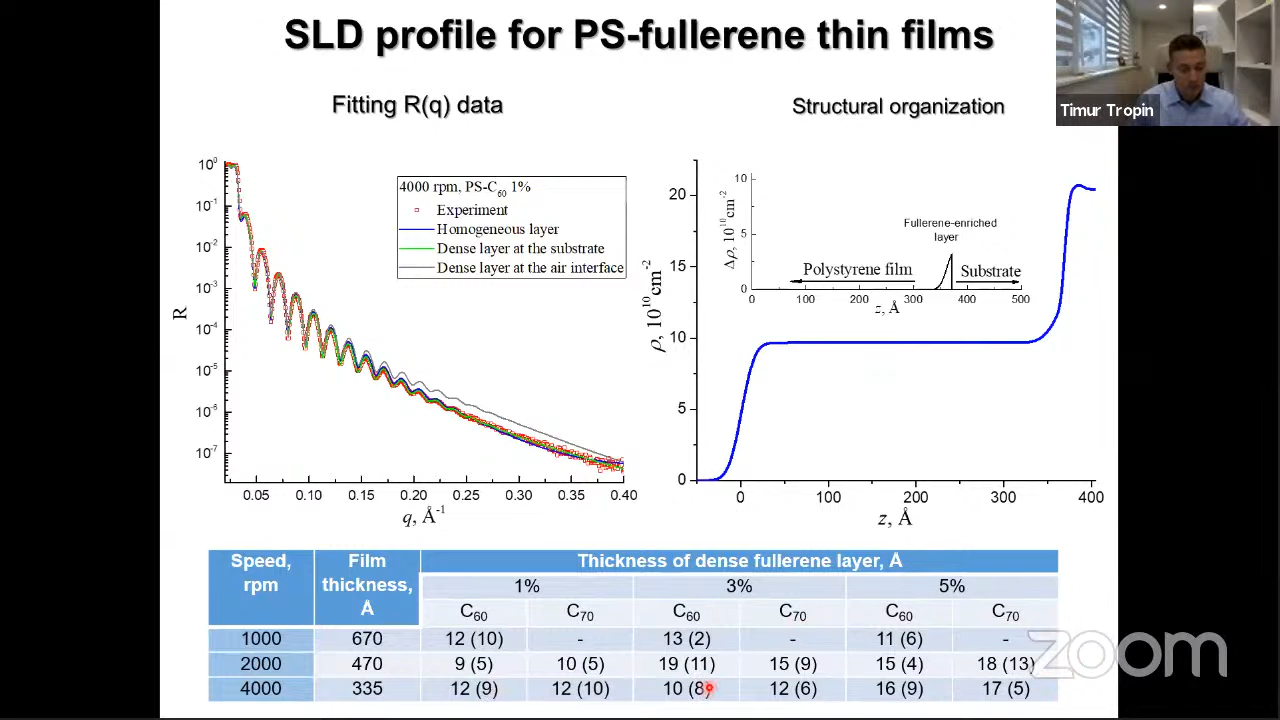 SLD profile for PS-fullerene thin films
Timur Tropin
Fitting R(q) data
Structural organization
10⁰
10⁻¹
10⁻²
10⁻³
10⁻⁴
10⁻⁵
10⁻⁶
10⁻⁷
R
4000 rpm, PS-C₆₀ 1%
Experiment
Homogeneous layer
Dense layer at the substrate
Dense layer at the air interface
0.05 0.10 0.15 0.20 0.25 0.30 0.35 0.40
q, Å⁻¹
20
15
10
5
0
ρ, 10¹⁰ cm⁻²
10
5
0
Δρ, 10¹⁰ cm⁻²
Fullerene-enriched
layer
Polystyrene film
Substrate
0 100 200 300 400 500
z, Å
0 100 200 300 400
z, Å
Speed, rpm
Film thickness, Å
Thickness of dense fullerene layer, Å
1% 3% 5%
C₆₀ C₇₀ C₆₀ C₇₀ C₆₀ C₇₀
1000 670 12 (10) - 13 (2) - 11 (6) -
2000 470 9 (5) 10 (5) 19 (11) 15 (9) 15 (4) 18 (13)
4000 335 12 (9) 12 (10) 10 (8) 12 (6) 16 (9) 17 (5)
zoom